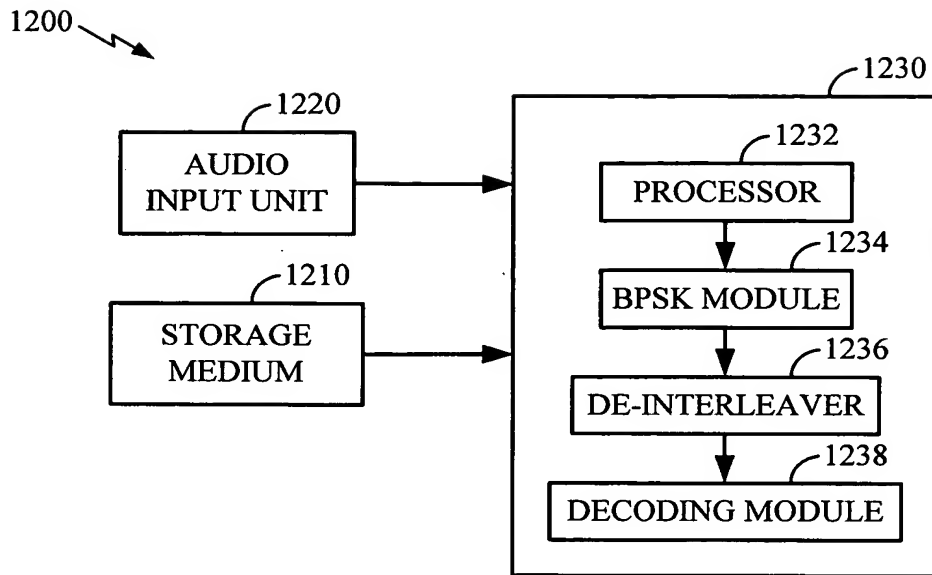 1200
1230
1220
AUDIO
INPUT UNIT
1232
PROCESSOR
1234
BPSK MODULE
1210
STORAGE
MEDIUM
1236
DE-INTERLEAVER
1238
DECODING MODULE